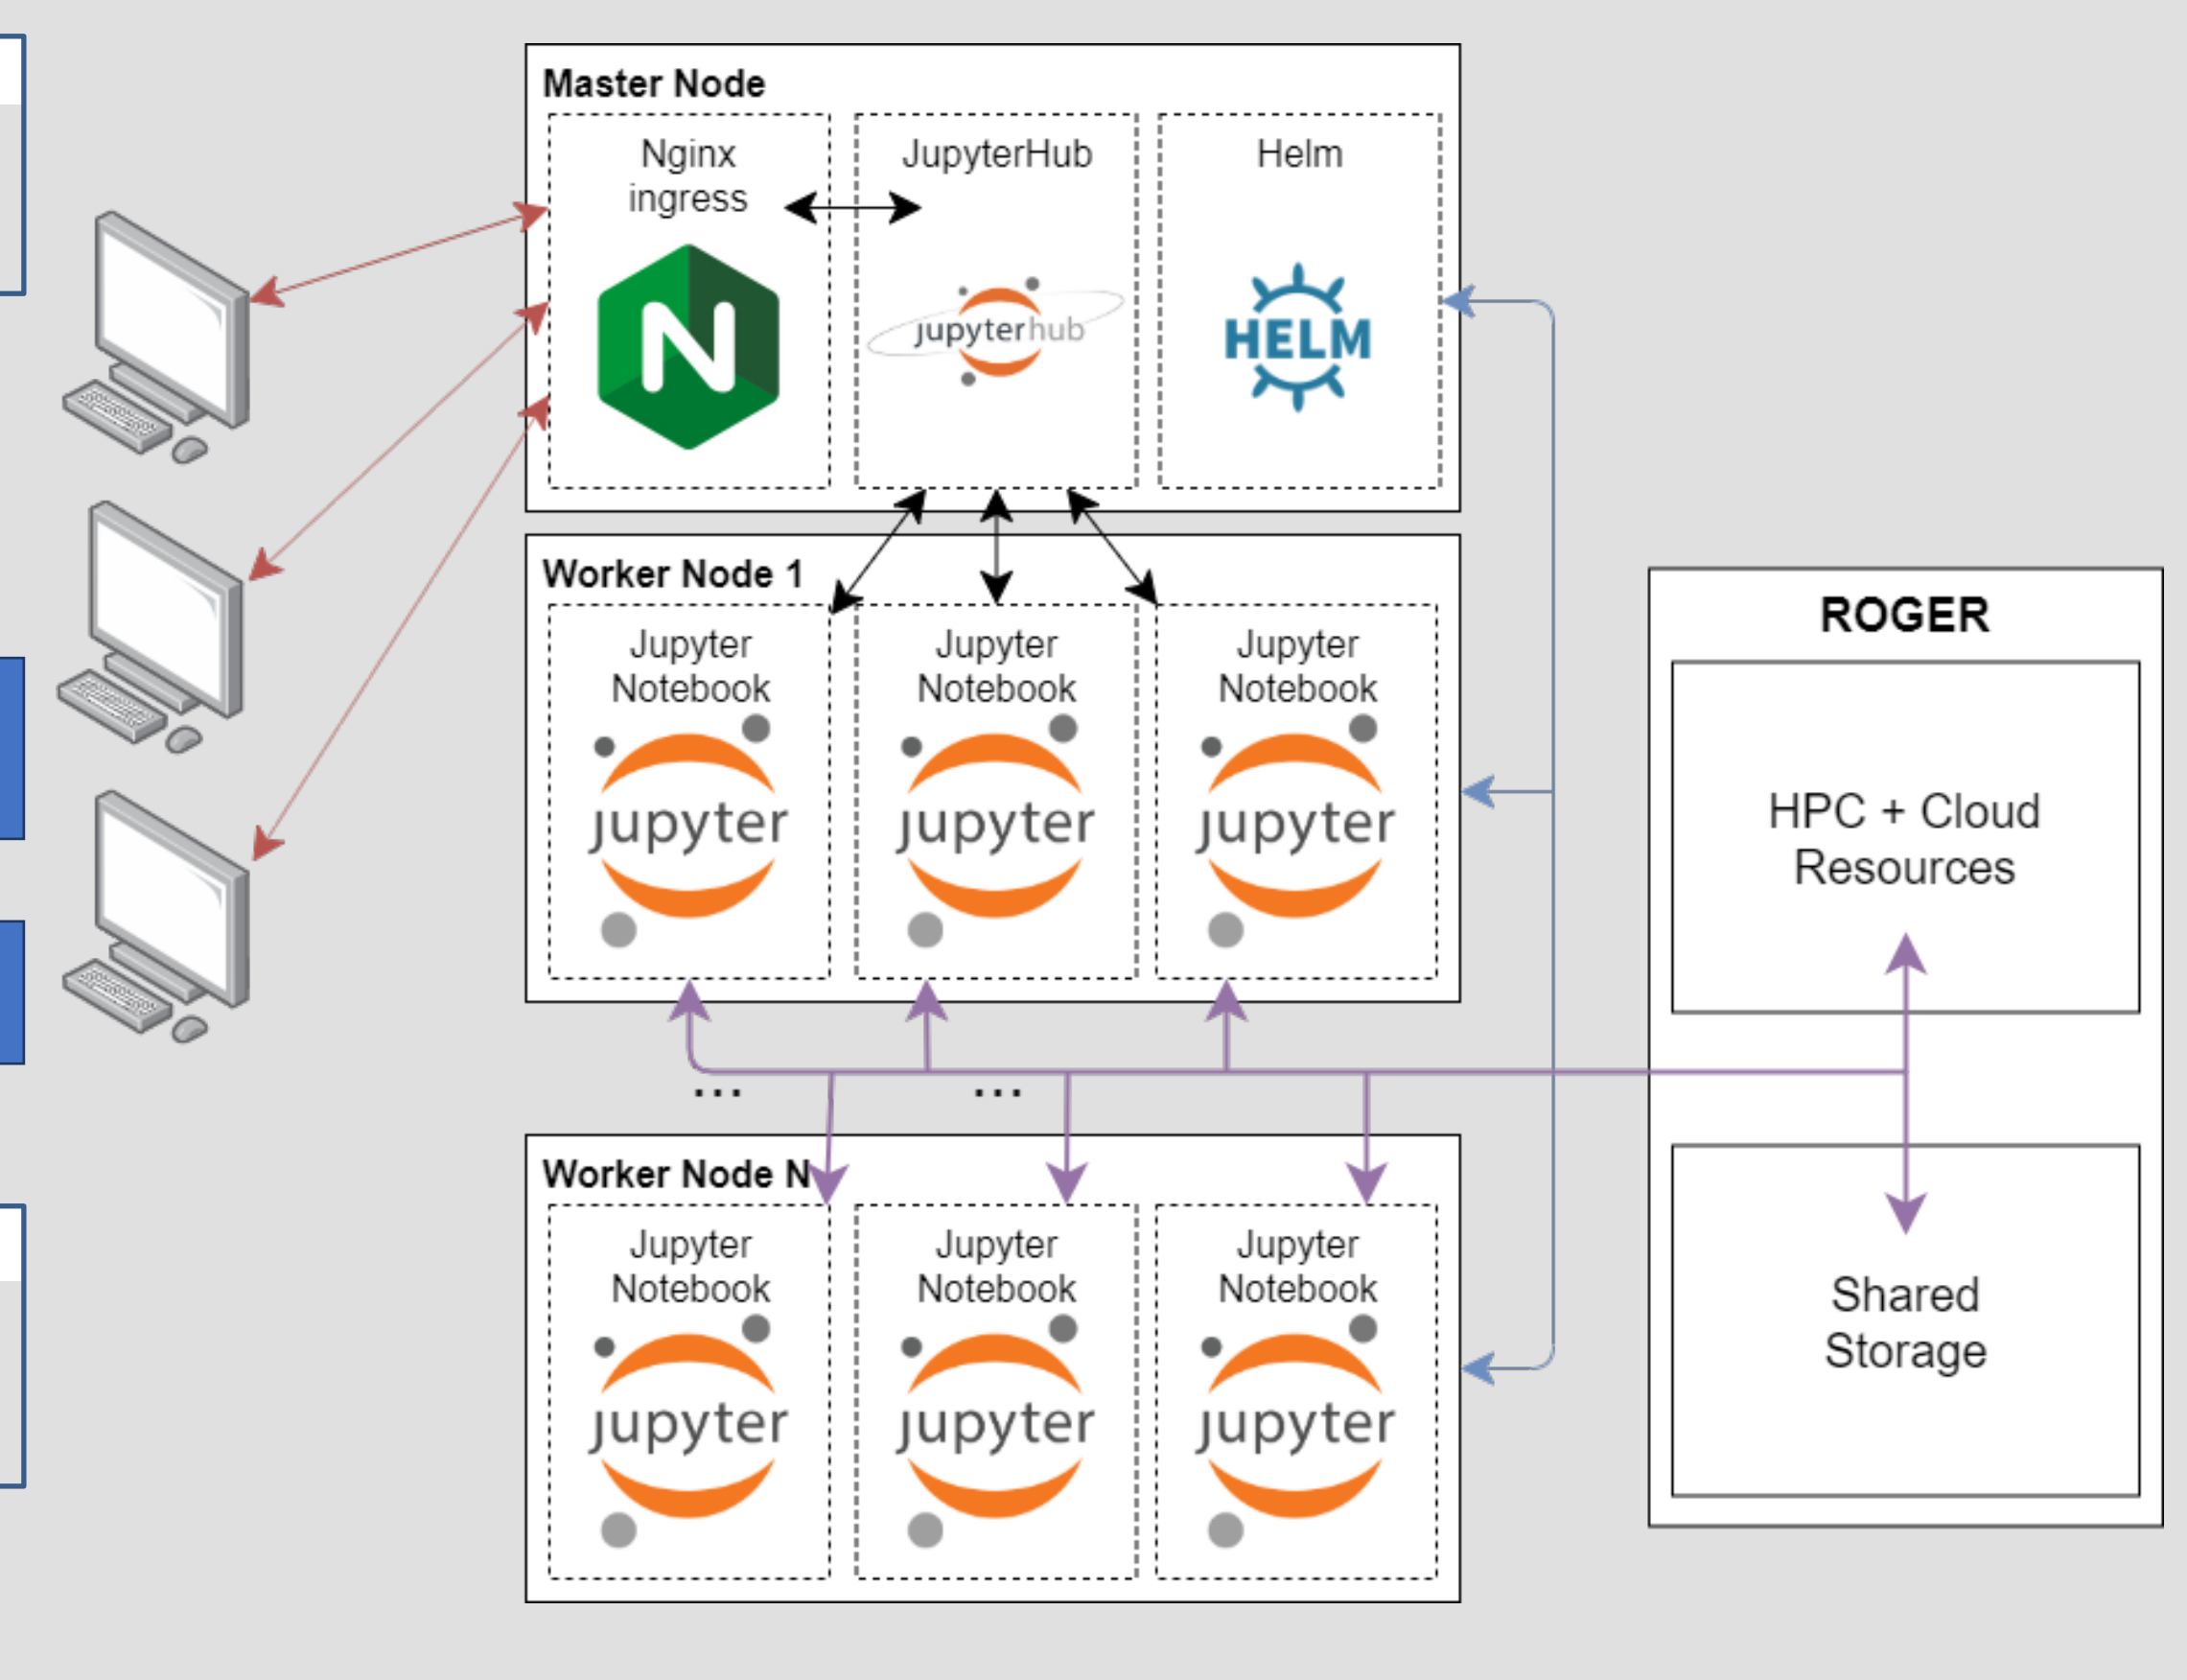 Master Node
Nginx
ingress
JupyterHub
Helm
N
jupyterhub
HELM
Worker Node 1
Jupyter
Notebook
jupyter
Jupyter
Notebook
jupyter
Jupyter
Notebook
jupyter
...
...
Worker Node N
Jupyter
Notebook
jupyter
Jupyter
Notebook
jupyter
Jupyter
Notebook
jupyter
ROGER
HPC + Cloud
Resources
Shared
Storage